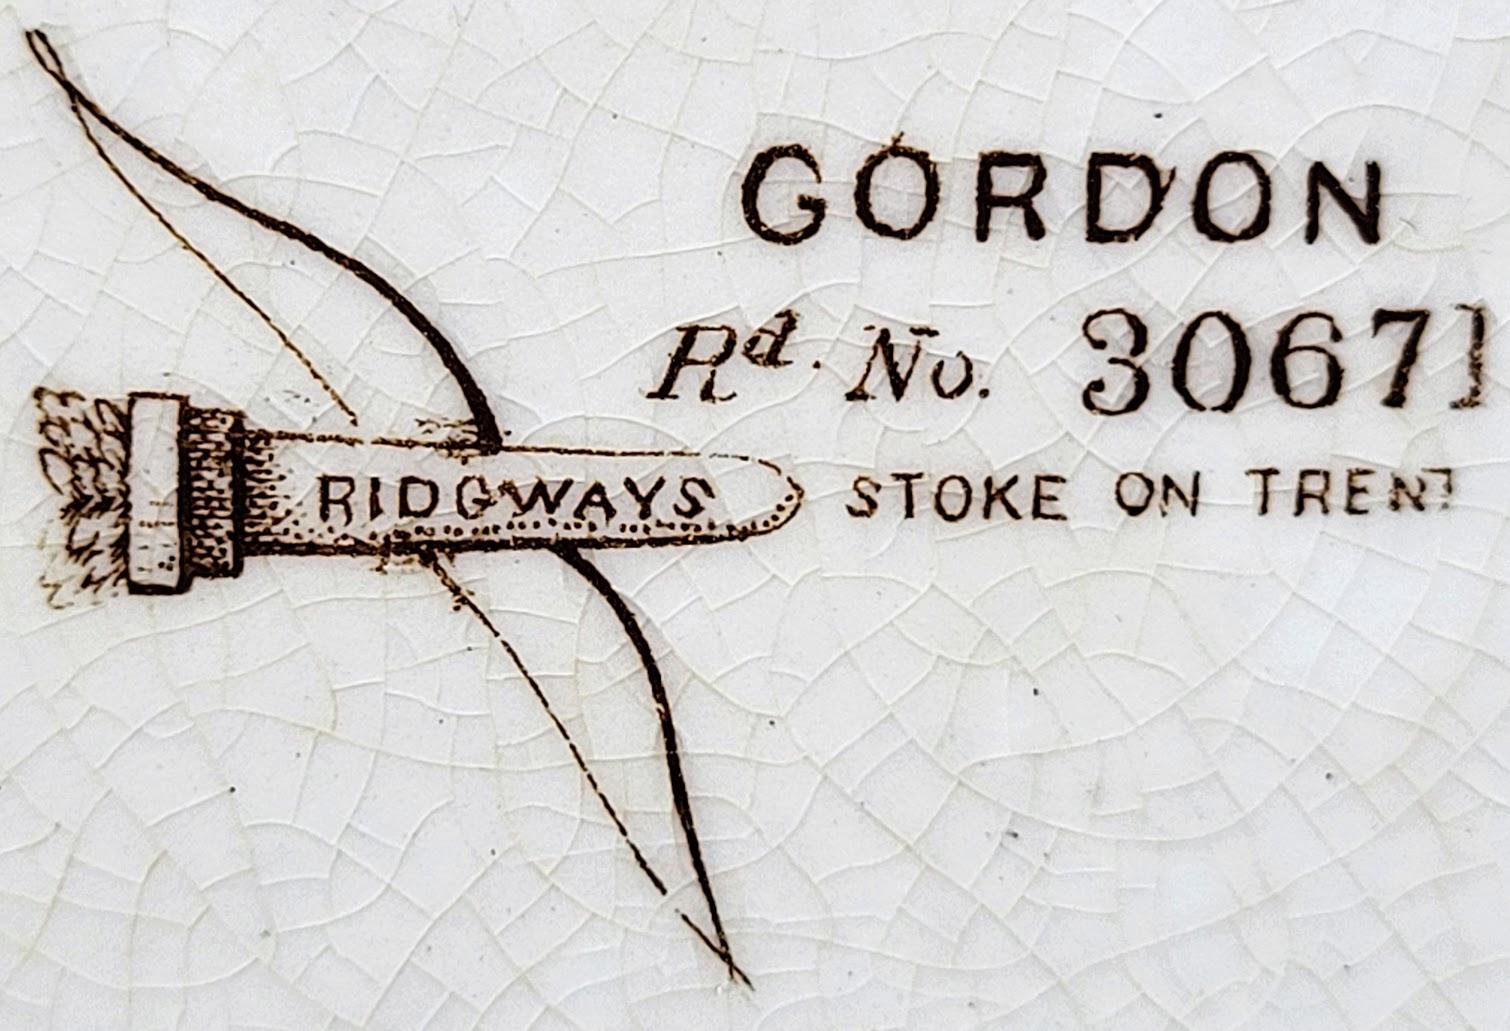 GORDON
Rd. No. 30671
RIDGWAYS STOKE ON TRENT